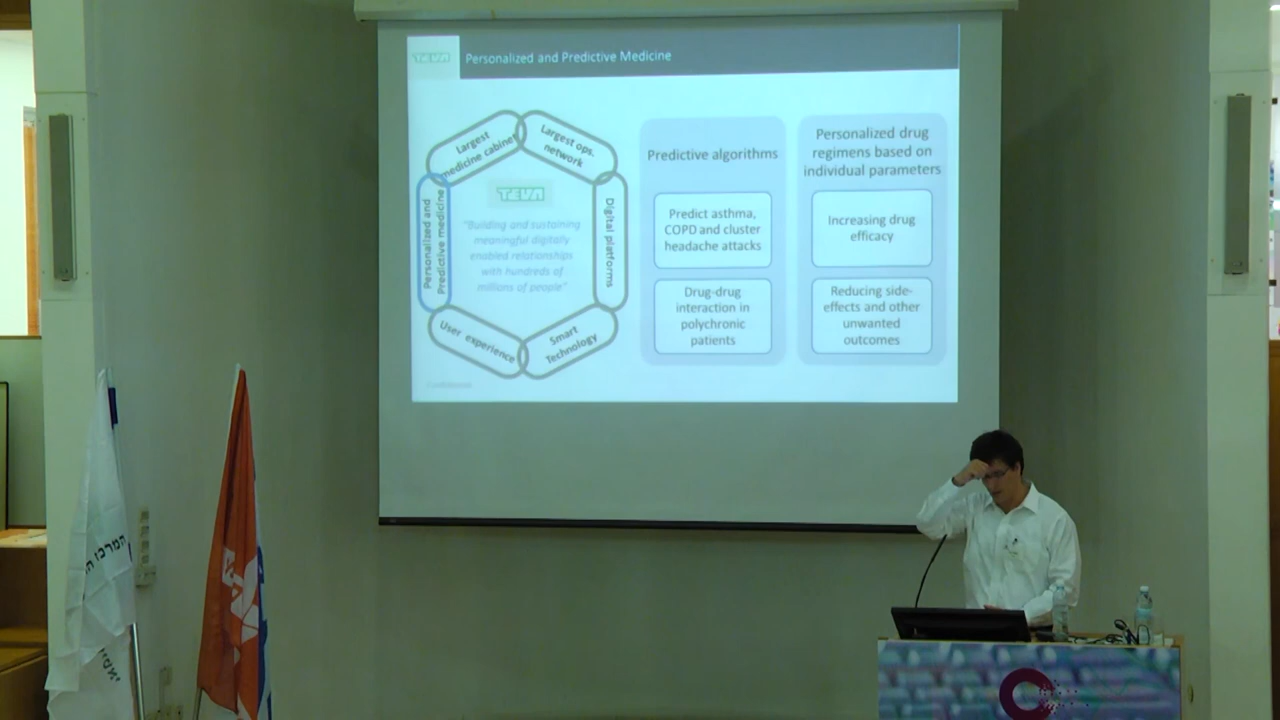 TEVA
Personalized and Predictive Medicine
Largest
medicine cabinet
Largest ops.
network
Personalized and
Predictive medicine
TEVA
"Building and sustaining
meaningful digitally
enabled relationships
with hundreds of
millions of people"
Digital platforms
User experience
Smart
Technology
Predictive algorithms
Predict asthma,
COPD and cluster
headache attacks
Drug-drug
interaction in
polychronic
patients
Personalized drug
regimens based on
individual parameters
Increasing drug
efficacy
Reducing side-
effects and other
unwanted
outcomes
Confidential
המרכז